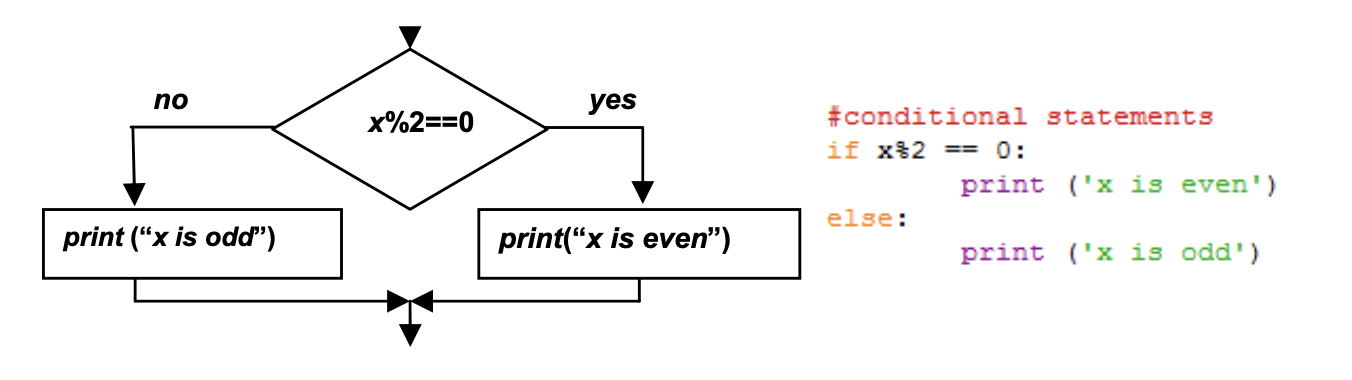 no
yes
x%2==0
print (“x is odd”)
print(“x is even”)
#conditional statements
if x%2 == 0:
print ('x is even')
else:
print ('x is odd')